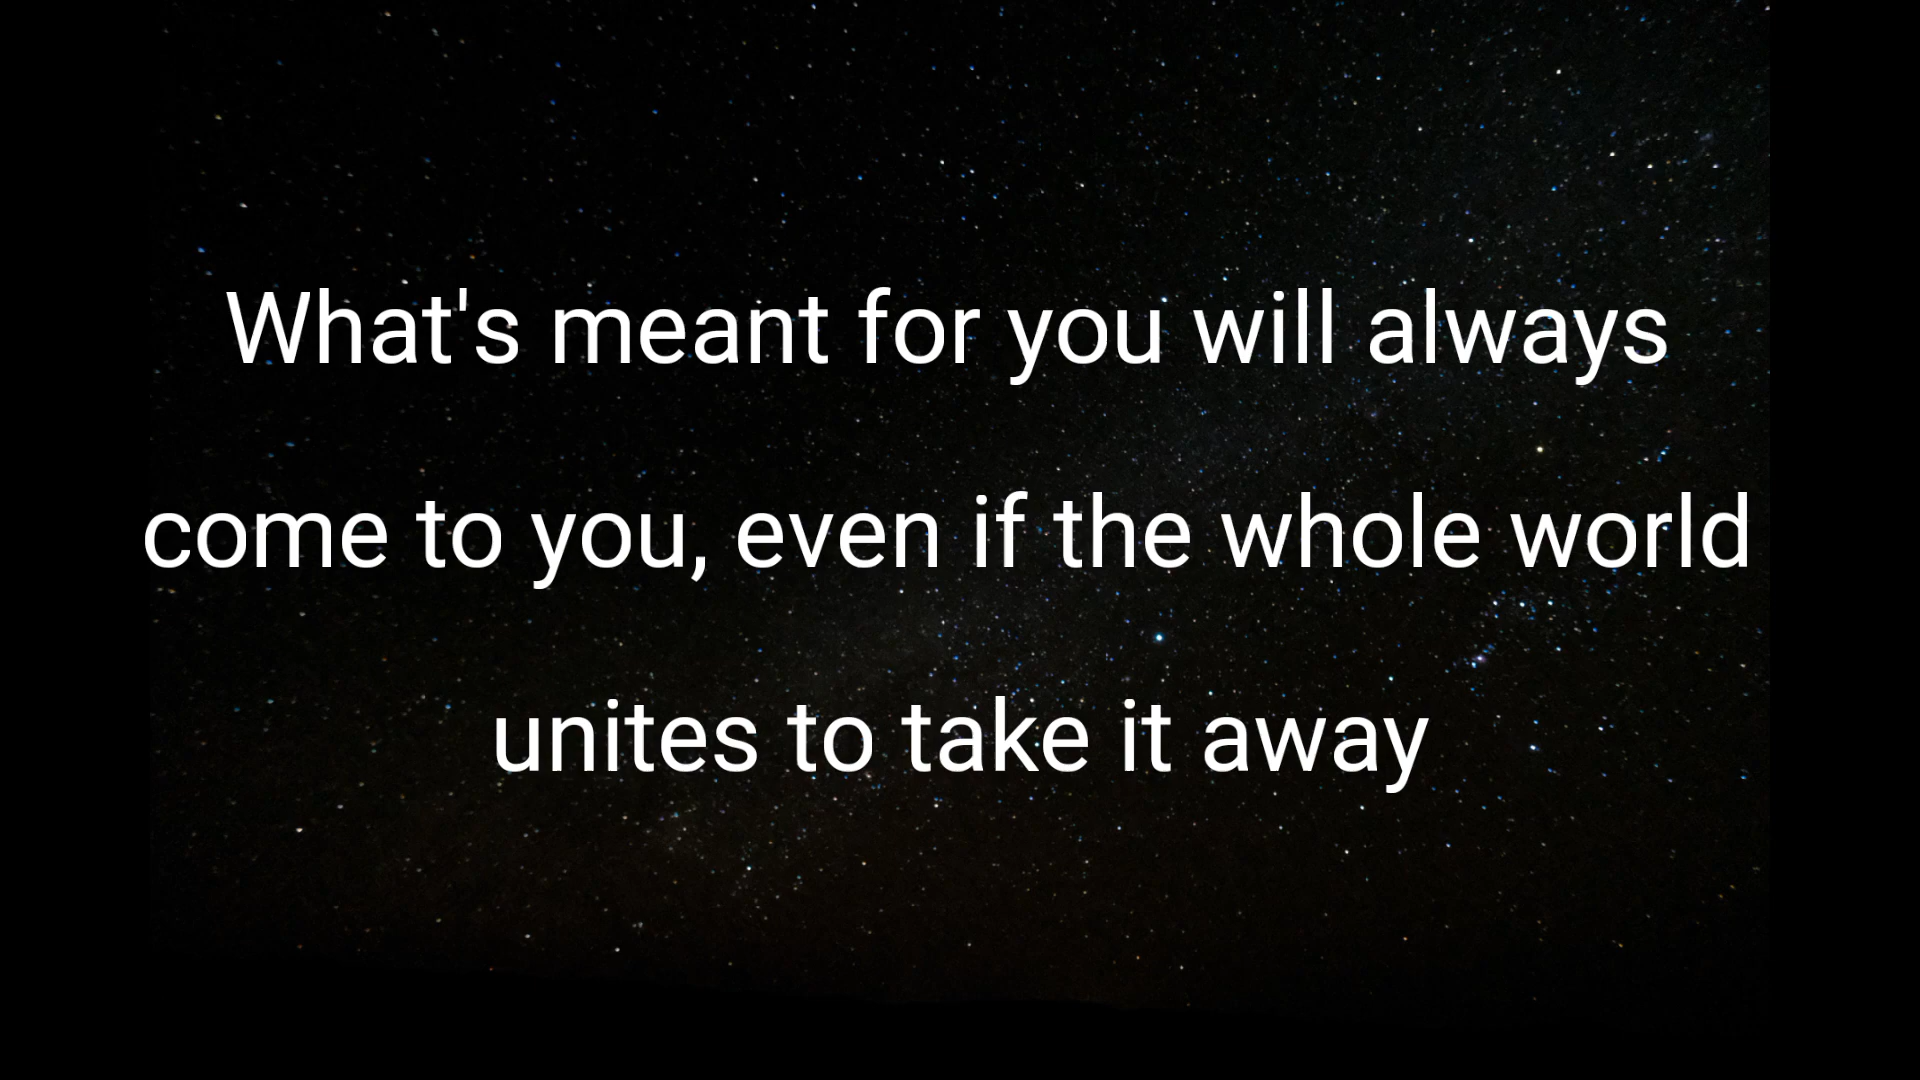 What's meant for you will always
come to you, even if the whole world
unites to take it away